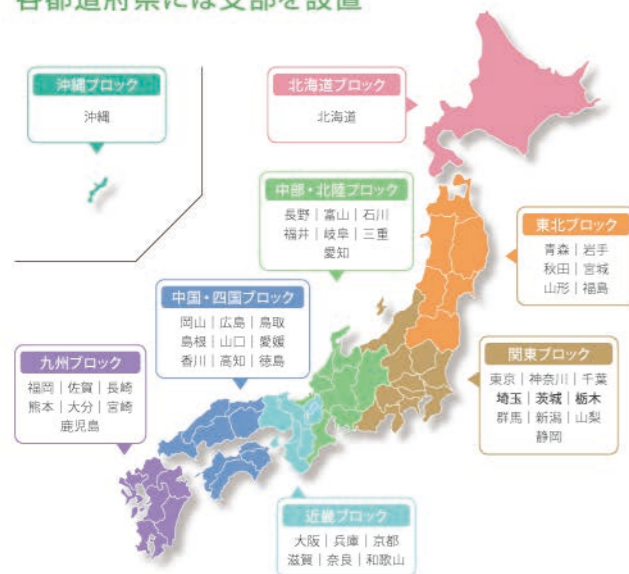 各都道府県には支部を設置
沖縄ブロック
沖縄
北海道ブロック
北海道
中部・北陸ブロック
長野｜富山｜石川
福井｜岐阜｜三重
愛知
東北ブロック
青森｜岩手
秋田｜宮城
山形｜福島
中国・四国ブロック
岡山｜広島｜鳥取
島根｜山口｜愛媛
香川｜高知｜徳島
九州ブロック
福岡｜佐賀｜長崎
熊本｜大分｜宮崎
鹿児島
関東ブロック
東京｜神奈川｜千葉
埼玉｜茨城｜栃木
群馬｜新潟｜山梨
静岡
近畿ブロック
大阪｜兵庫｜京都
滋賀｜奈良｜和歌山